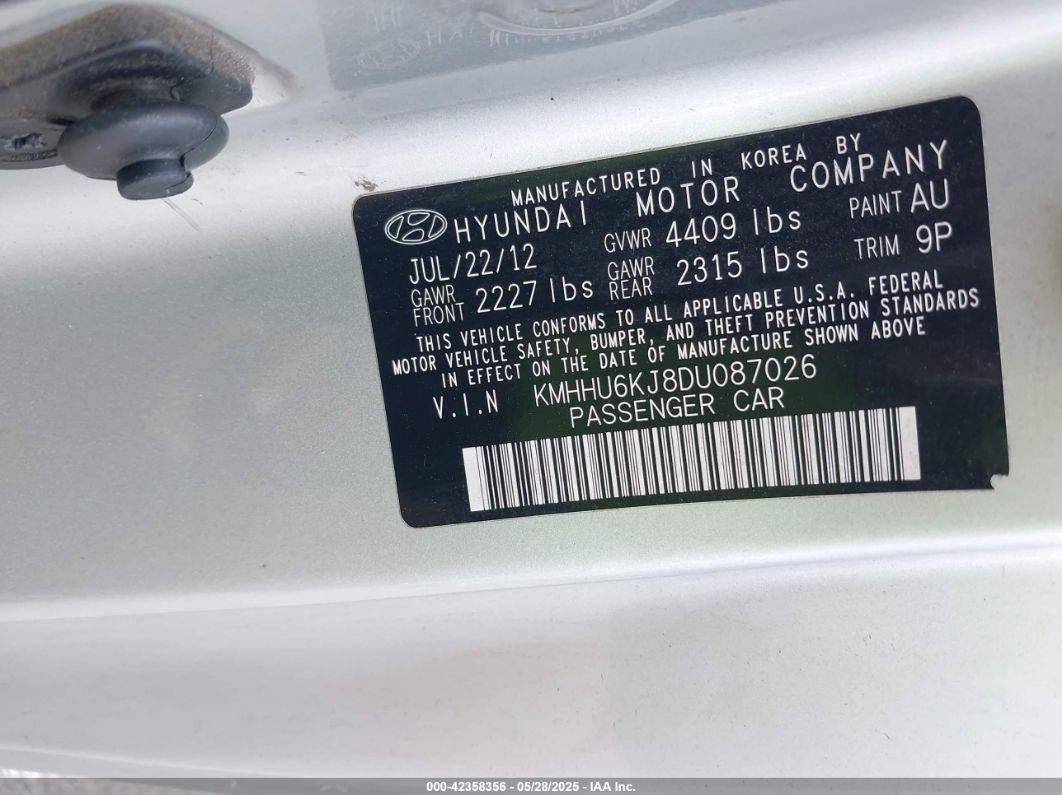 MANUFACTURED IN KOREA BY
HYUNDAI MOTOR COMPANY
JUL/22/12 GVWR 4409 lbs PAINT AU
GAWR FRONT 2227 lbs GAWR REAR 2315 lbs TRIM 9P
THIS VEHICLE CONFORMS TO ALL APPLICABLE U.S.A. FEDERAL
MOTOR VEHICLE SAFETY, BUMPER, AND THEFT PREVENTION STANDARDS
IN EFFECT ON THE DATE OF MANUFACTURE SHOWN ABOVE
V.I.N KMHHU6KJ8DU087026
PASSENGER CAR
000-42358356 - 05/28/2025 - IAA Inc.